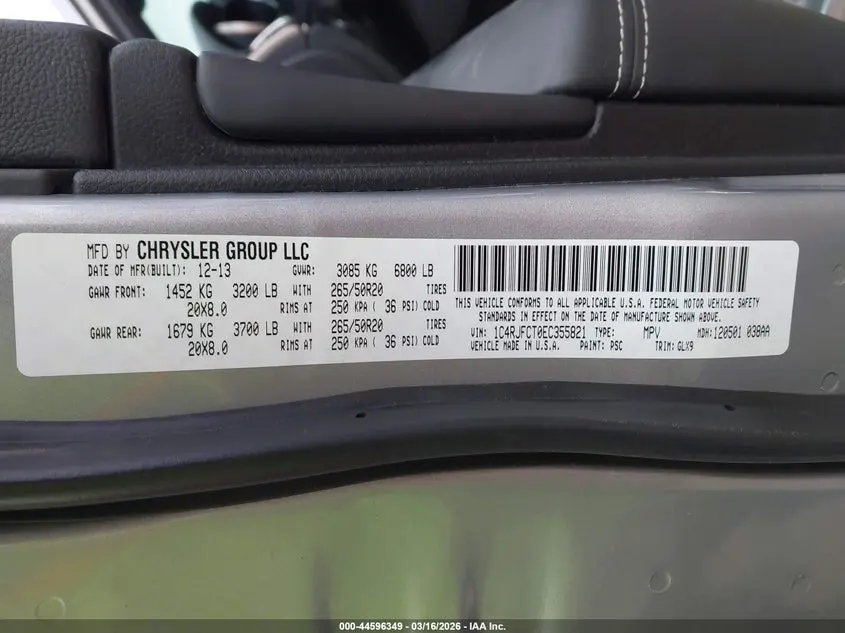 MFD BY CHRYSLER GROUP LLC
DATE OF MFR(BUILT): 12-13 GVWR: 3085 KG 6800 LB
GAWR FRONT: 1452 KG 3200 LB WITH 265/50R20 TIRES
20X8.0 RIMS AT 250 KPA ( 36 PSI) COLD
GAWR REAR: 1679 KG 3700 LB WITH 265/50R20 TIRES
20X8.0 RIMS AT 250 KPA ( 36 PSI) COLD
THIS VEHICLE CONFORMS TO ALL APPLICABLE U.S.A. FEDERAL MOTOR VEHICLE SAFETY
STANDARDS IN EFFECT ON THE DATE OF MANUFACTURE SHOWN ABOVE.
VIN: 1C4RJFCT0EC355821 TYPE: MPV MDH: 120501 038AA
VEHICLE MADE IN U.S.A. PAINT: PSC TRIM: GLX9
000-44596349 | 03/16/2026 | IAAI.COM